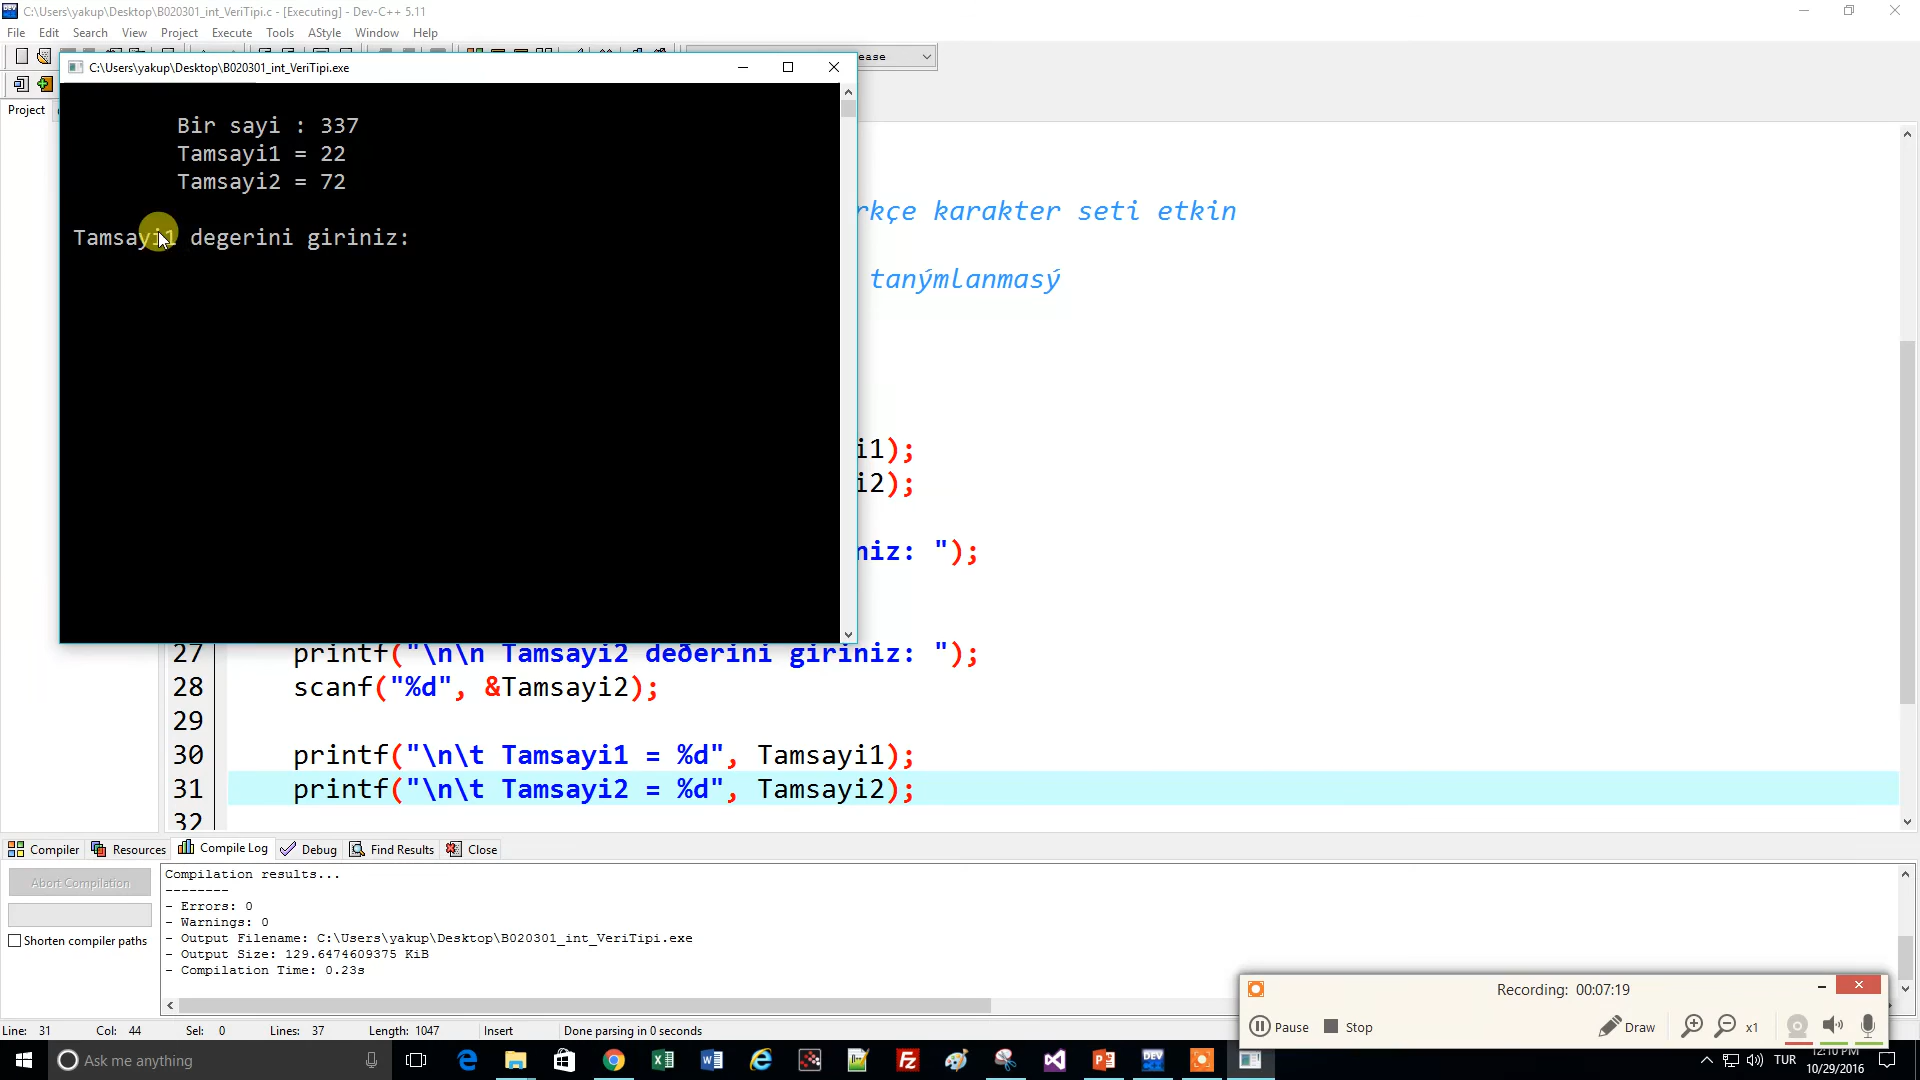 C:\Users\yakup\Desktop\B020301_int_VeriTipi.c - [Executing] - Dev-C++ 5.11
File Edit Search View Project Execute Tools AStyle Window Help
ease
C:\Users\yakup\Desktop\B020301_int_VeriTipi.exe
Project
Bir sayi : 337
Tamsayi1 = 22
Tamsayi2 = 72
Tamsayi1 degerini giriniz:
rkçe karakter seti etkin
tanýmlanmasý
i1);
i2);
niz: ");
27 printf("\n\n Tamsayi2 deðerini giriniz: ");
28 scanf("%d", &Tamsayi2);
29
30 printf("\n\t Tamsayi1 = %d", Tamsayi1);
31 printf("\n\t Tamsayi2 = %d", Tamsayi2);
32
Compiler Resources Compile Log Debug Find Results Close
Abort Compilation
Shorten compiler paths
Compilation results...
--------
- Errors: 0
- Warnings: 0
- Output Filename: C:\Users\yakup\Desktop\B020301_int_VeriTipi.exe
- Output Size: 129.6474609375 KiB
- Compilation Time: 0.23s
Recording: 00:07:19
Pause Stop Draw x1
Line: 31 Col: 44 Sel: 0 Lines: 37 Length: 1047 Insert Done parsing in 0 seconds
Ask me anything
TUR
12:10 PM
10/29/2016